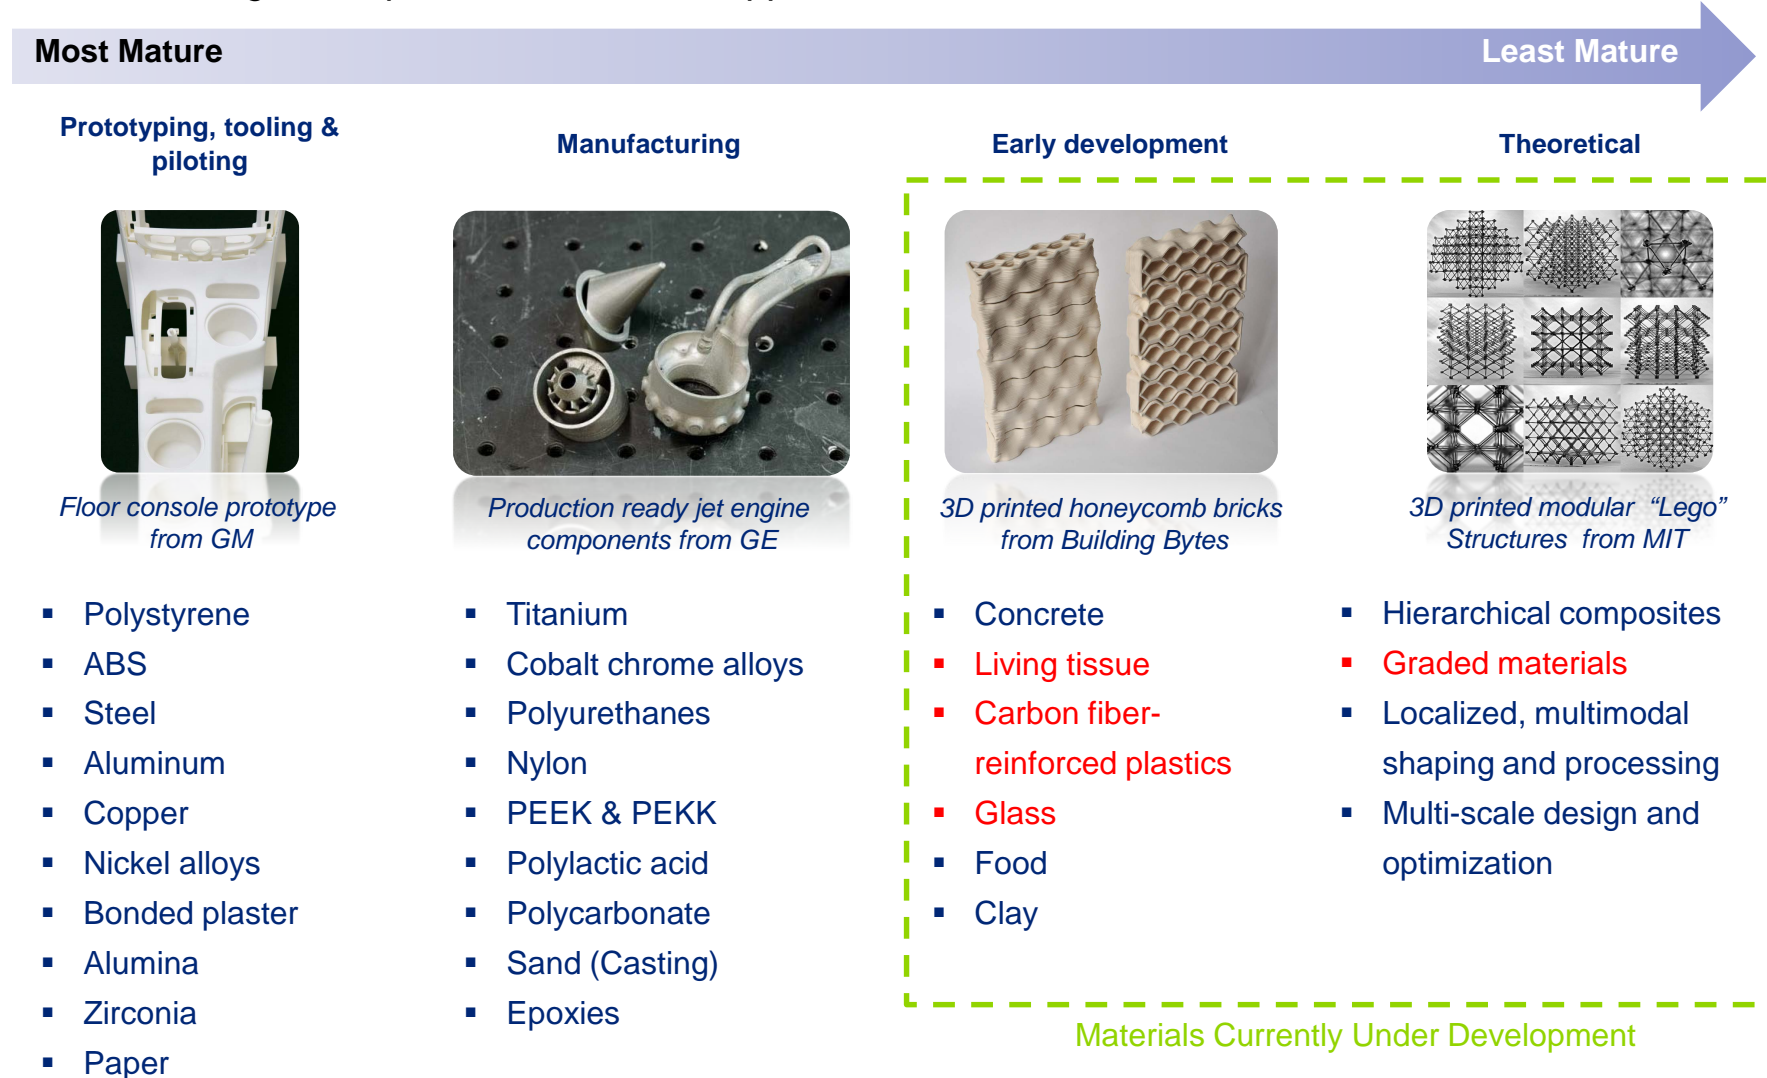 Most Mature
Least Mature
Prototyping, tooling &
piloting
Manufacturing
Early development
Theoretical
Floor console prototype
from GM
Production ready jet engine
components from GE
3D printed honeycomb bricks
from Building Bytes
3D printed modular “Lego”
Structures from MIT
▪ Polystyrene
▪ ABS
▪ Steel
▪ Aluminum
▪ Copper
▪ Nickel alloys
▪ Bonded plaster
▪ Alumina
▪ Zirconia
▪ Paper
▪ Titanium
▪ Cobalt chrome alloys
▪ Polyurethanes
▪ Nylon
▪ PEEK & PEKK
▪ Polylactic acid
▪ Polycarbonate
▪ Sand (Casting)
▪ Epoxies
▪ Concrete
▪ Living tissue
▪ Carbon fiber-
reinforced plastics
▪ Glass
▪ Food
▪ Clay
▪ Hierarchical composites
▪ Graded materials
▪ Localized, multimodal
shaping and processing
▪ Multi-scale design and
optimization
Materials Currently Under Development